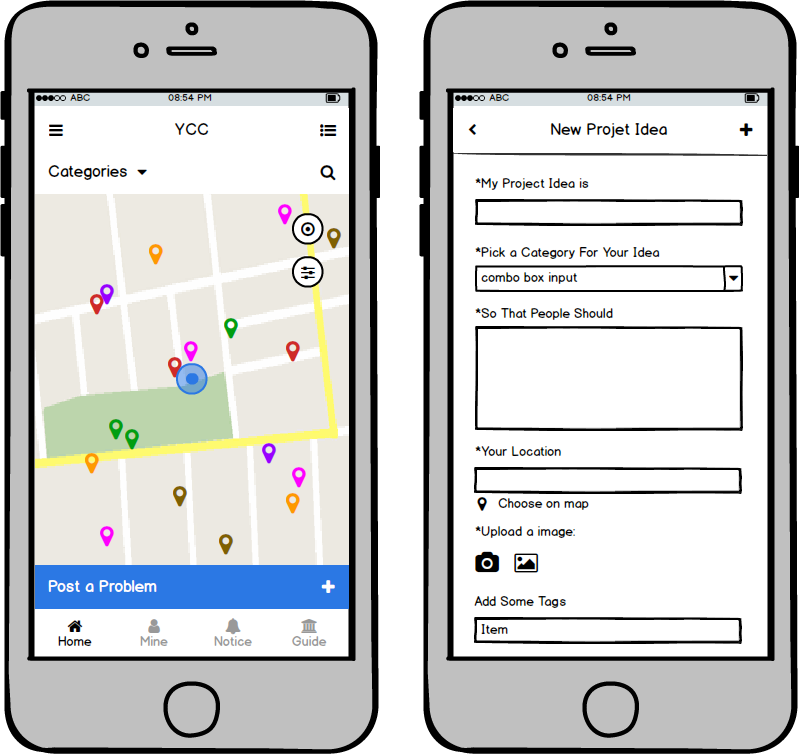 ABC 08:54 PM
YCC
Categories
Post a Problem
Home Mine Notice Guide
ABC 08:54 PM
New Projet Idea
*My Project Idea is
*Pick a Category For Your Idea
combo box input
*So That People Should
*Your Location
Choose on map
*Upload a image:
Add Some Tags
Item